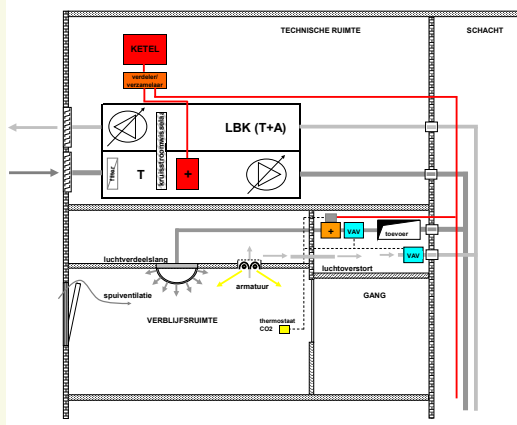 TECHNISCHE RUIMTE
SCHACHT
KETEL
verdeler/
verzamelaar
LBK (T+A)
kruisstroomwisselaar
filter
T
+
+
VAV
toevoer
luchtverdeelslang
VAV
luchtoverstort
armatuur
spuiventilatie
GANG
VERBLIJFSRUIMTE
thermostaat
CO2